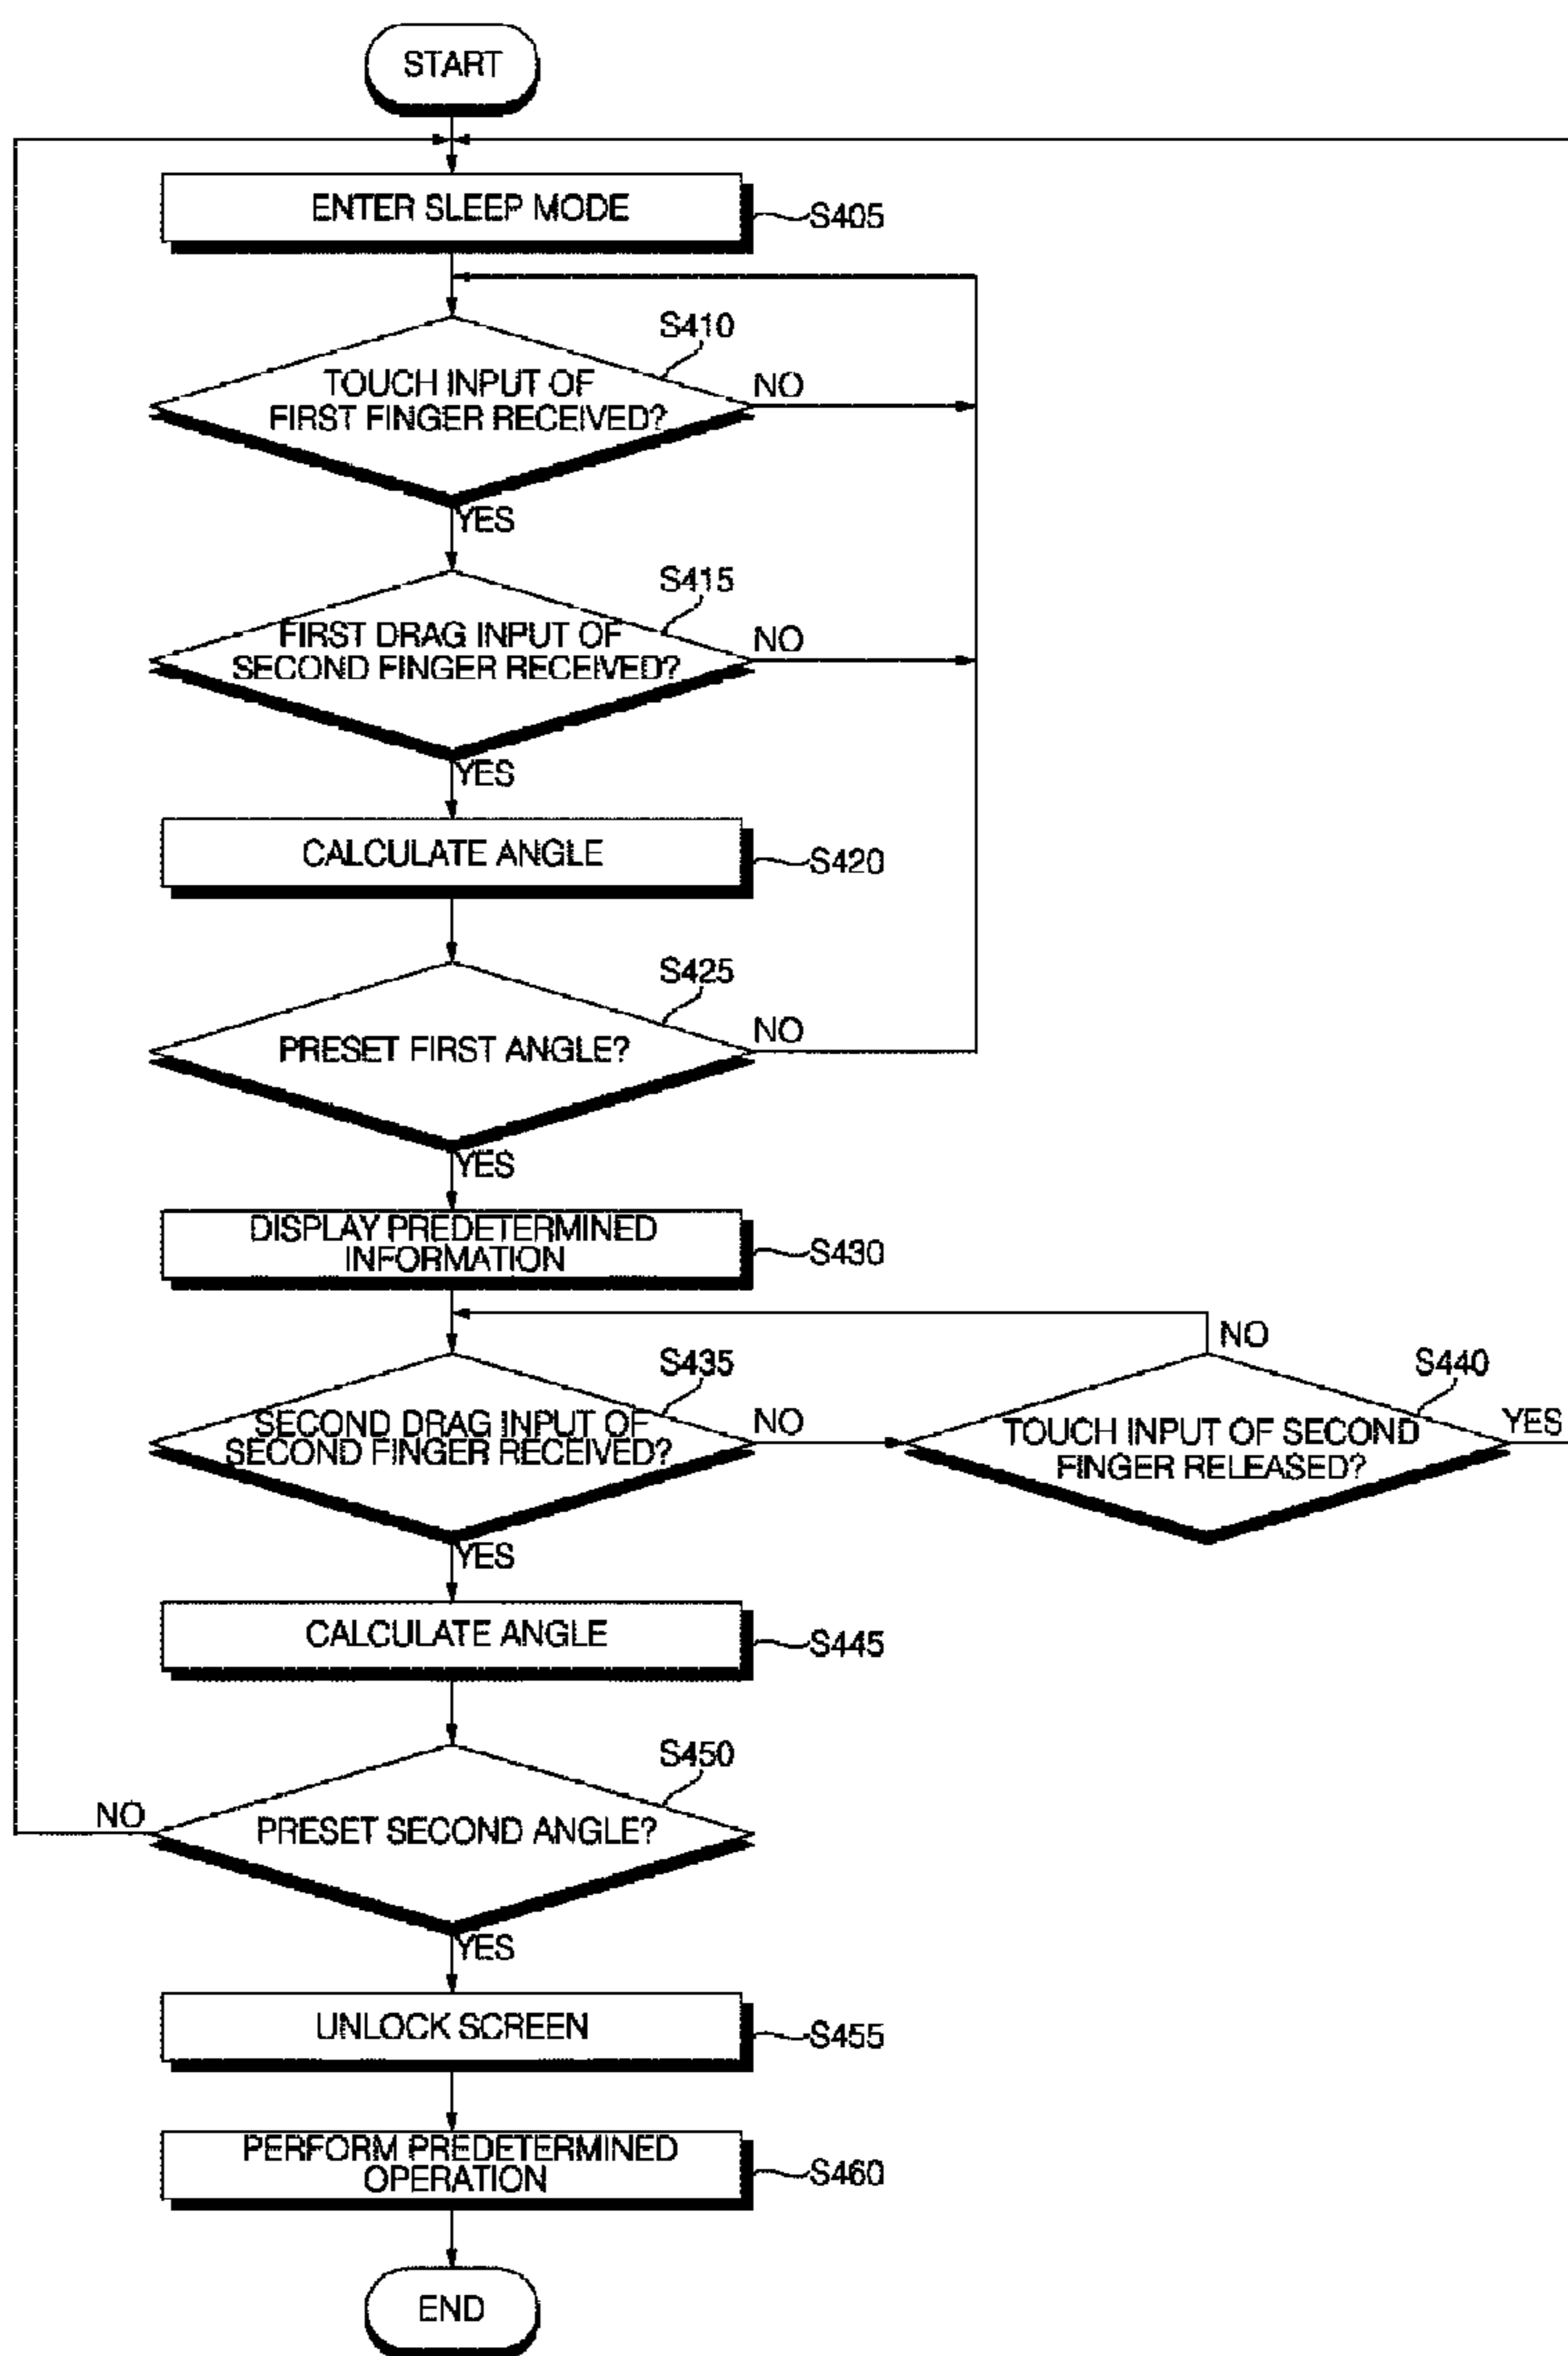 START
ENTER SLEEP MODE
S405
S410
TOUCH INPUT OF
FIRST FINGER RECEIVED?
NO
YES
S415
FIRST DRAG INPUT OF
SECOND FINGER RECEIVED?
NO
YES
CALCULATE ANGLE
S420
S425
PRESET FIRST ANGLE?
NO
YES
DISPLAY PREDETERMINED
INFORMATION
S430
S435
SECOND DRAG INPUT OF
SECOND FINGER RECEIVED?
NO
YES
NO
S440
TOUCH INPUT OF SECOND
FINGER RELEASED?
YES
CALCULATE ANGLE
S445
S450
PRESET SECOND ANGLE?
NO
YES
UNLOCK SCREEN
S455
PERFORM PREDETERMINED
OPERATION
S460
END